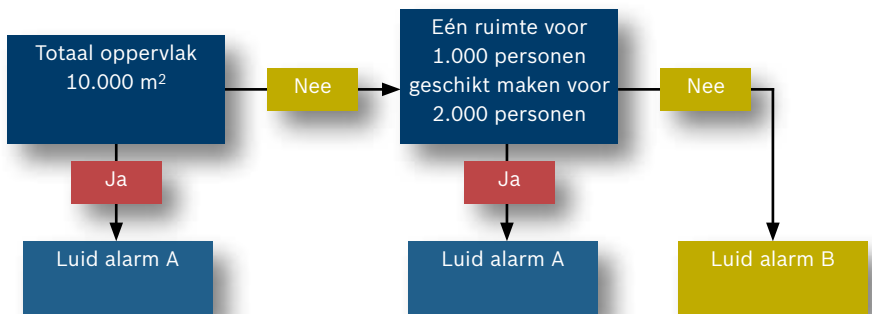 Totaal oppervlak
10.000 m²
Nee
Eén ruimte voor
1.000 personen
geschikt maken voor
2.000 personen
Nee
Ja
Ja
Luid alarm A
Luid alarm A
Luid alarm B